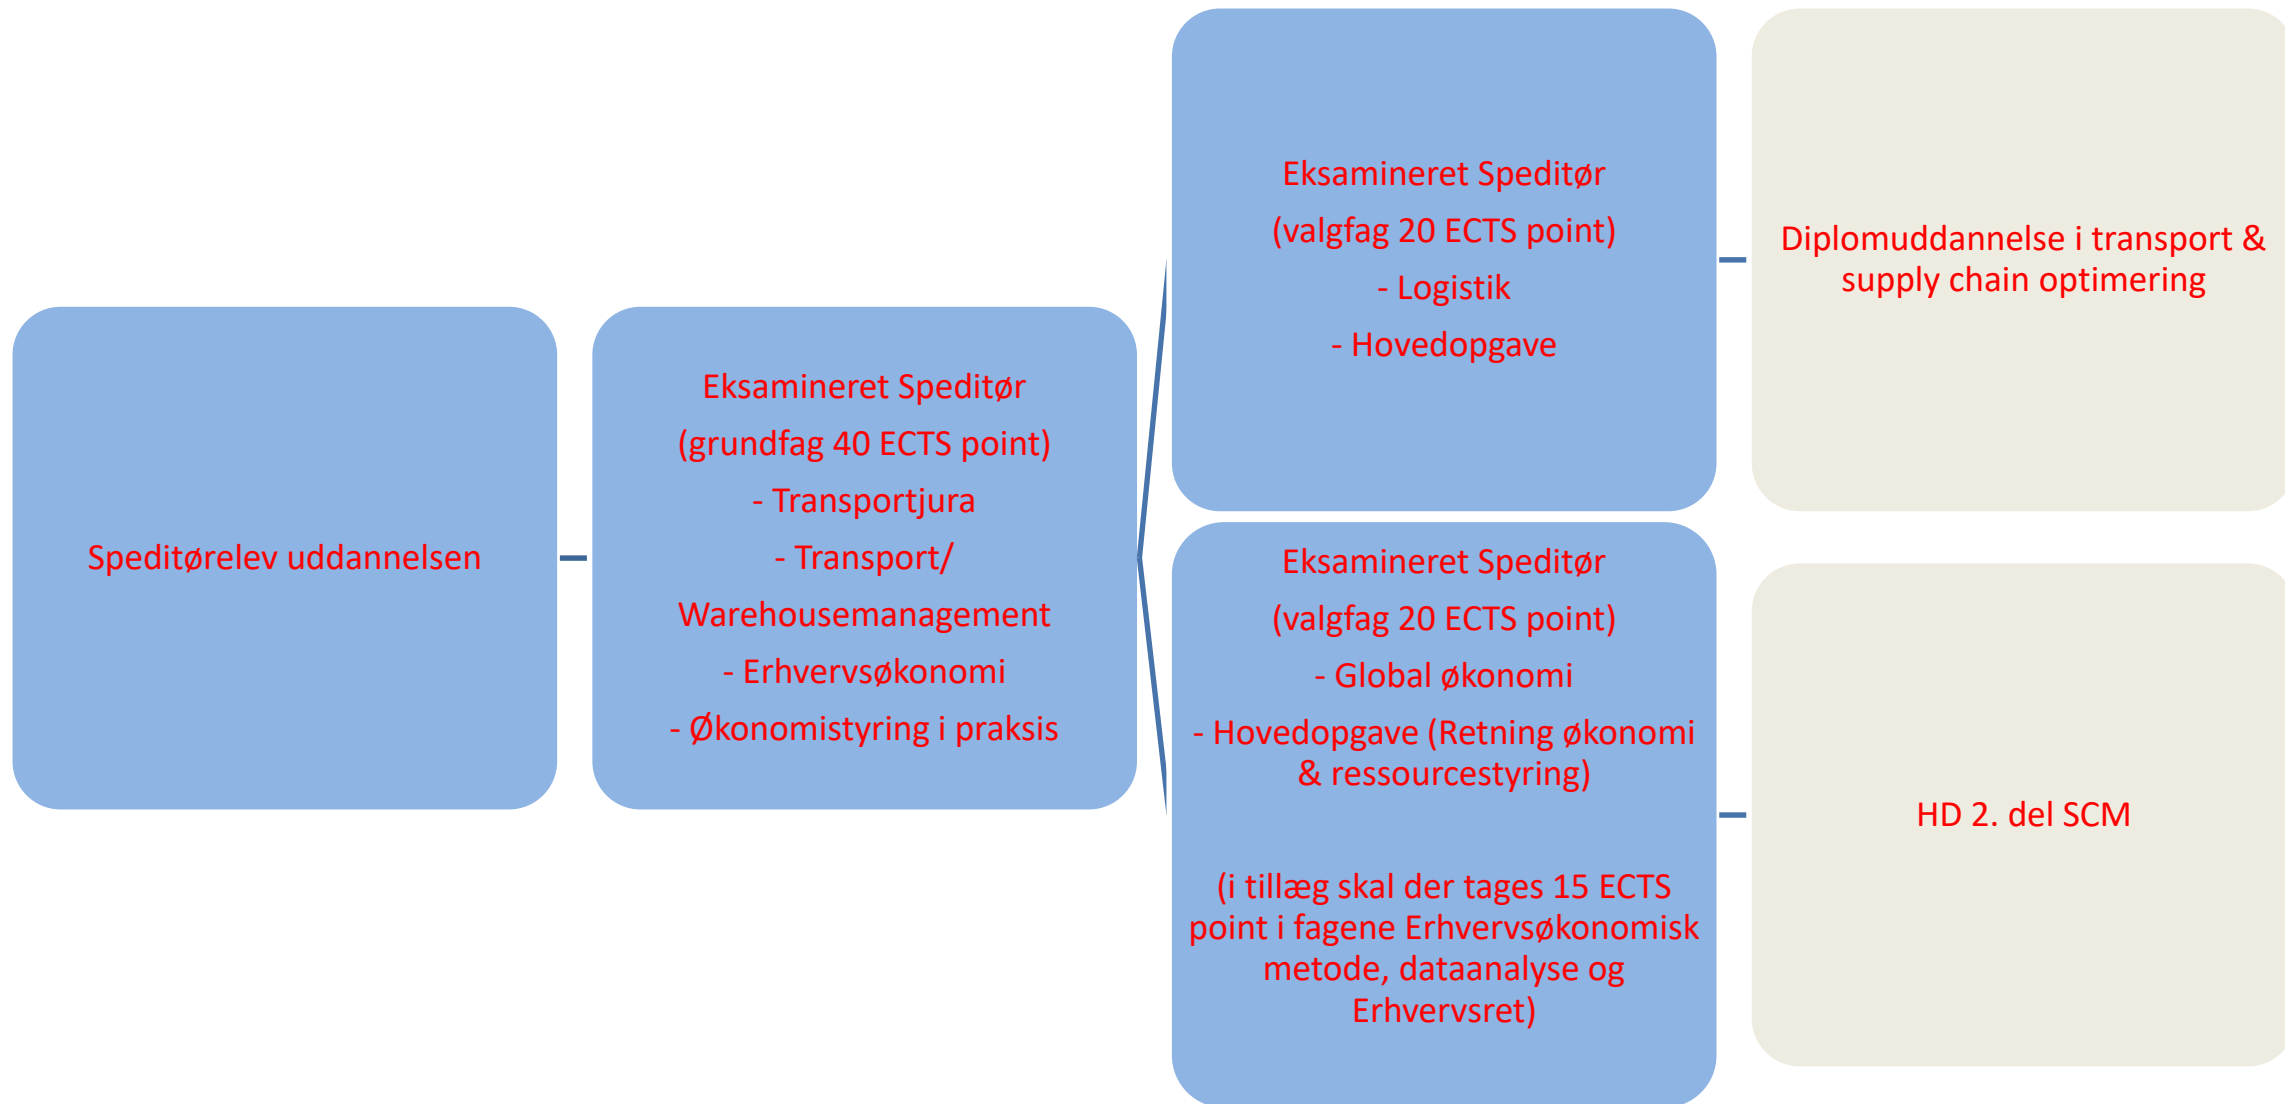 Speditørelev uddannelsen
Eksamineret Speditør
(grundfag 40 ECTS point)
- Transportjura
- Transport/
Warehousemanagement
- Erhvervsøkonomi
- Økonomistyring i praksis
Eksamineret Speditør
(valgfag 20 ECTS point)
- Logistik
- Hovedopgave
Diplomuddannelse i transport &
supply chain optimering
Eksamineret Speditør
(valgfag 20 ECTS point)
- Global økonomi
- Hovedopgave (Retning økonomi
& ressourcestyring)
(i tillæg skal der tages 15 ECTS
point i fagene Erhvervsøkonomisk
metode, dataanalyse og
Erhvervsret)
HD 2. del SCM